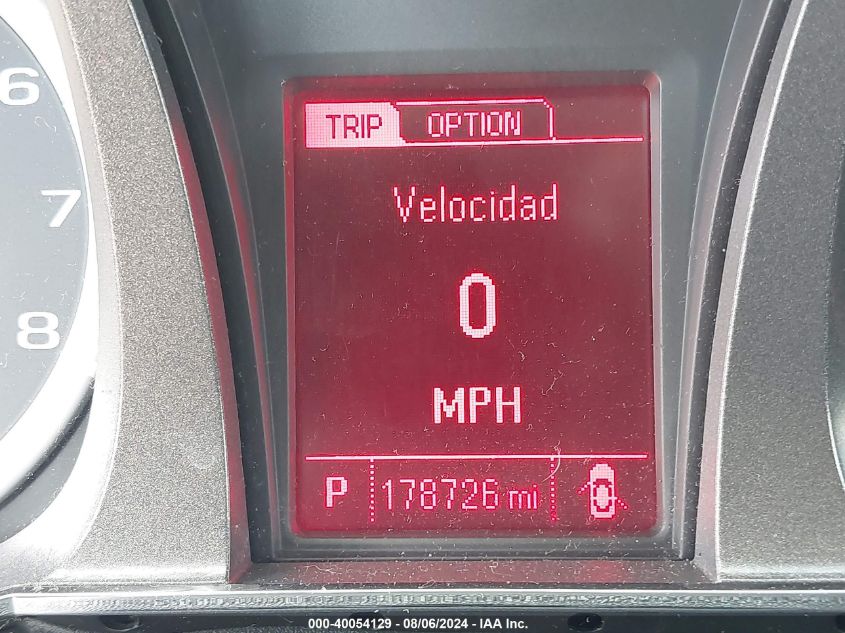 6
7
8
TRIP OPTION
Velocidad
0
MPH
P 178726 mi
000-40054129 - 08/06/2024 - IAA Inc.